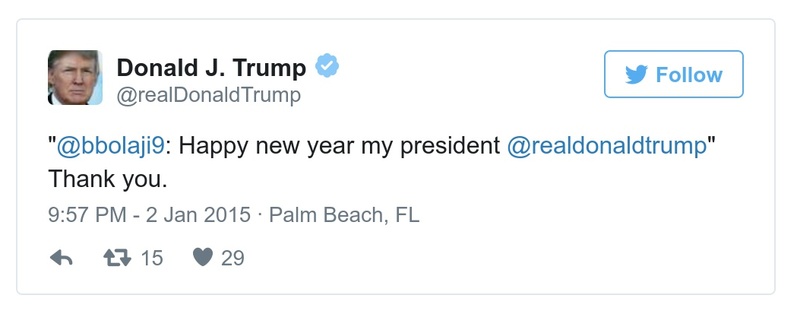 Donald J. Trump
@realDonaldTrump
Follow
"@bbolaji9: Happy new year my president @realdonaldtrump"
Thank you.
9:57 PM - 2 Jan 2015 · Palm Beach, FL
15 29